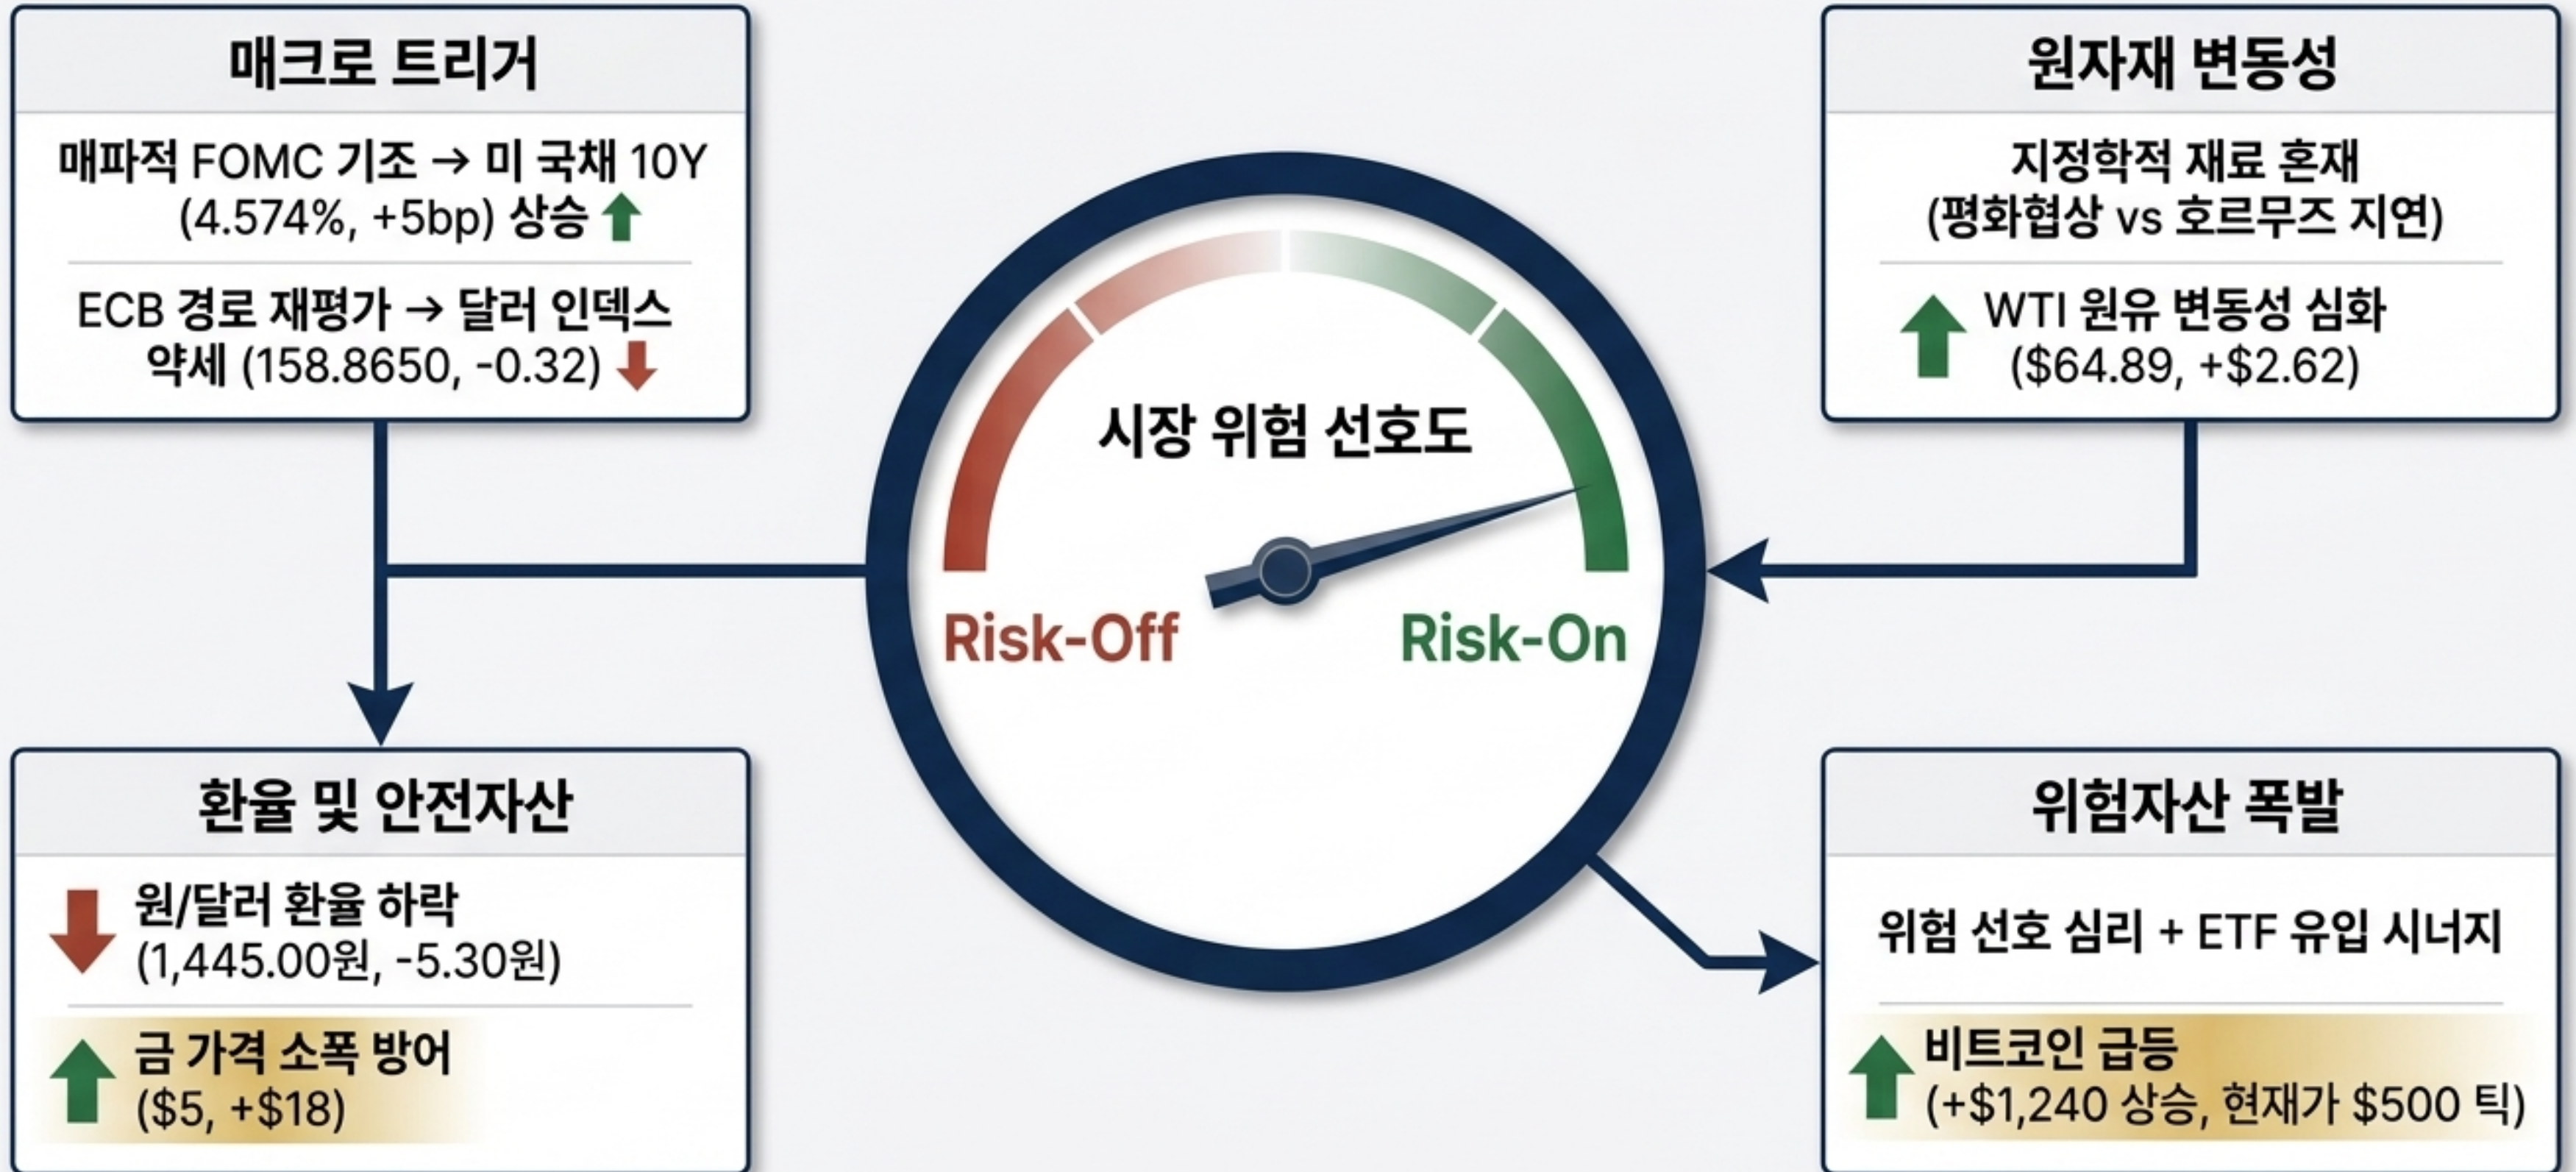 매크로 트리거
매파적 FOMC 기조 → 미 국채 10Y
(4.574%, +5bp) 상승
ECB 경로 재평가 → 달러 인덱스
약세 (158.8650, -0.32)
원자재 변동성
지정학적 재료 혼재
(평화협상 vs 호르무즈 지연)
WTI 원유 변동성 심화
($64.89, +$2.62)
시장 위험 선호도
Risk-Off
Risk-On
환율 및 안전자산
원/달러 환율 하락
(1,445.00원, -5.30원)
금 가격 소폭 방어
($5, +$18)
위험자산 폭발
위험 선호 심리 + ETF 유입 시너지
비트코인 급등
(+$1,240 상승, 현재가 $500 틱)